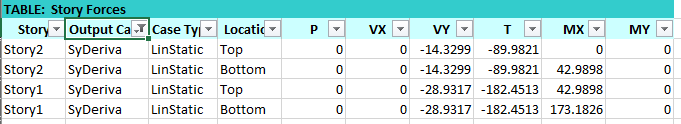 TABLE: Story Forces
Story Output Ca Case Typ Locatio P VX VY T MX MY
Story2 SyDeriva LinStatic Top 0 0 -14.3299 -89.9821 0 0
Story2 SyDeriva LinStatic Bottom 0 0 -14.3299 -89.9821 42.9898 0
Story1 SyDeriva LinStatic Top 0 0 -28.9317 -182.4513 42.9898 0
Story1 SyDeriva LinStatic Bottom 0 0 -28.9317 -182.4513 173.1826 0